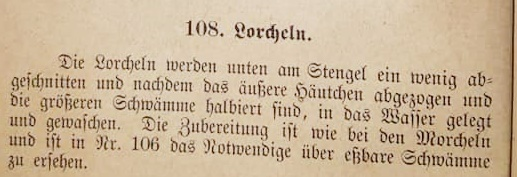 108. Lorcheln.
Die Lorcheln werden unten am Stengel ein wenig ab-
geschnitten und nachdem das äußere Häutchen abgezogen und
die größeren Schwämme halbiert sind, in das Wasser gelegt
und gewaschen. Die Zubereitung ist wie bei den Morcheln
und ist in Nr. 106 das Notwendige über eßbare Schwämme
zu ersehen.